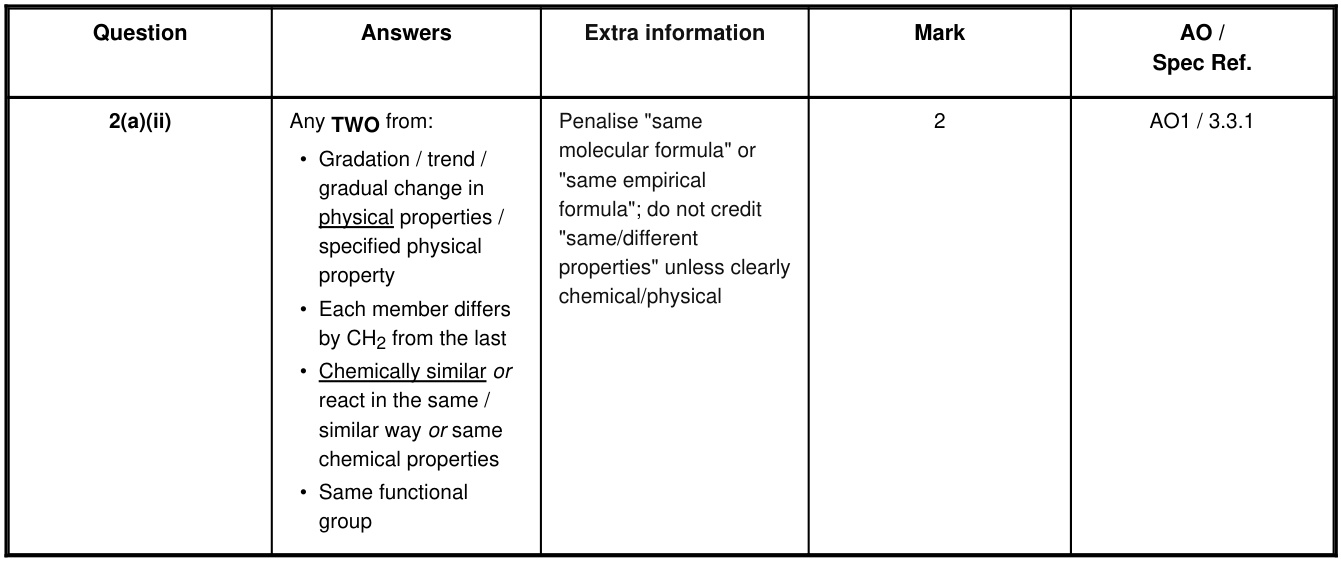 Question
Answers
Extra information
Mark
AO /
Spec Ref.
2(a)(ii)
Any TWO from:
• Gradation / trend /
gradual change in
physical properties /
specified physical
property
• Each member differs
by CH2 from the last
• Chemically similar or
react in the same /
similar way or same
chemical properties
• Same functional
group
Penalise "same
molecular formula" or
"same empirical
formula"; do not credit
"same/different
properties" unless clearly
chemical/physical
2
AO1 / 3.3.1